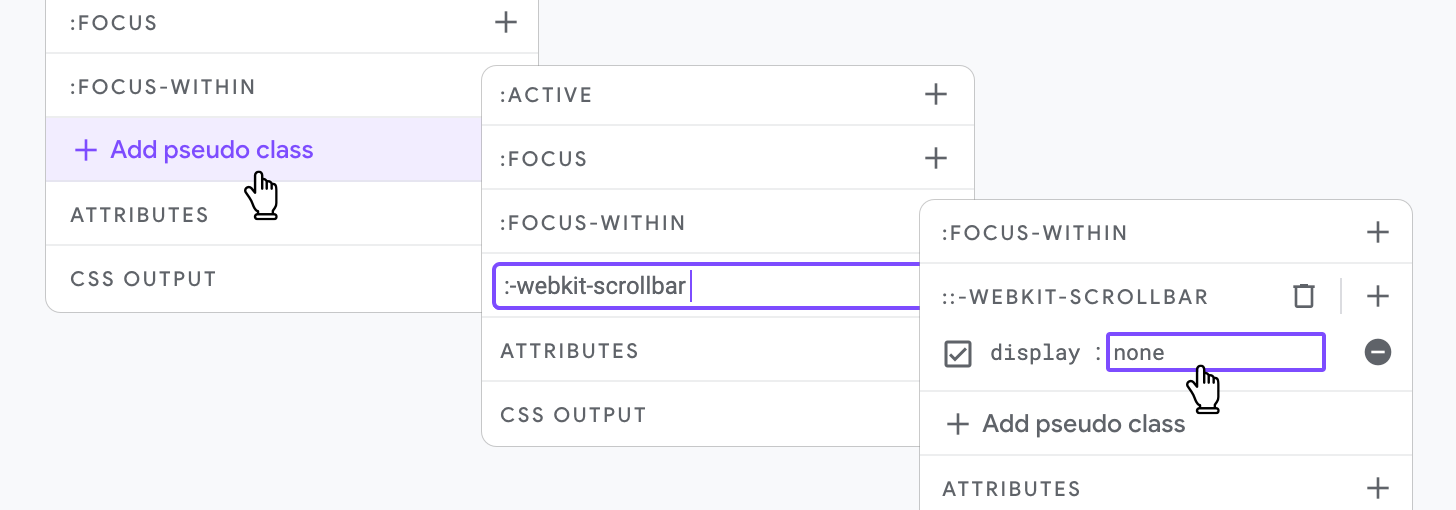 :FOCUS
:FOCUS-WITHIN
Add pseudo class
ATTRIBUTES
CSS OUTPUT
:ACTIVE
:FOCUS
:FOCUS-WITHIN
:-webkit-scrollbar
ATTRIBUTES
CSS OUTPUT
:FOCUS-WITHIN
::-WEBKIT-SCROLLBAR
display : none
Add pseudo class
ATTRIBUTES